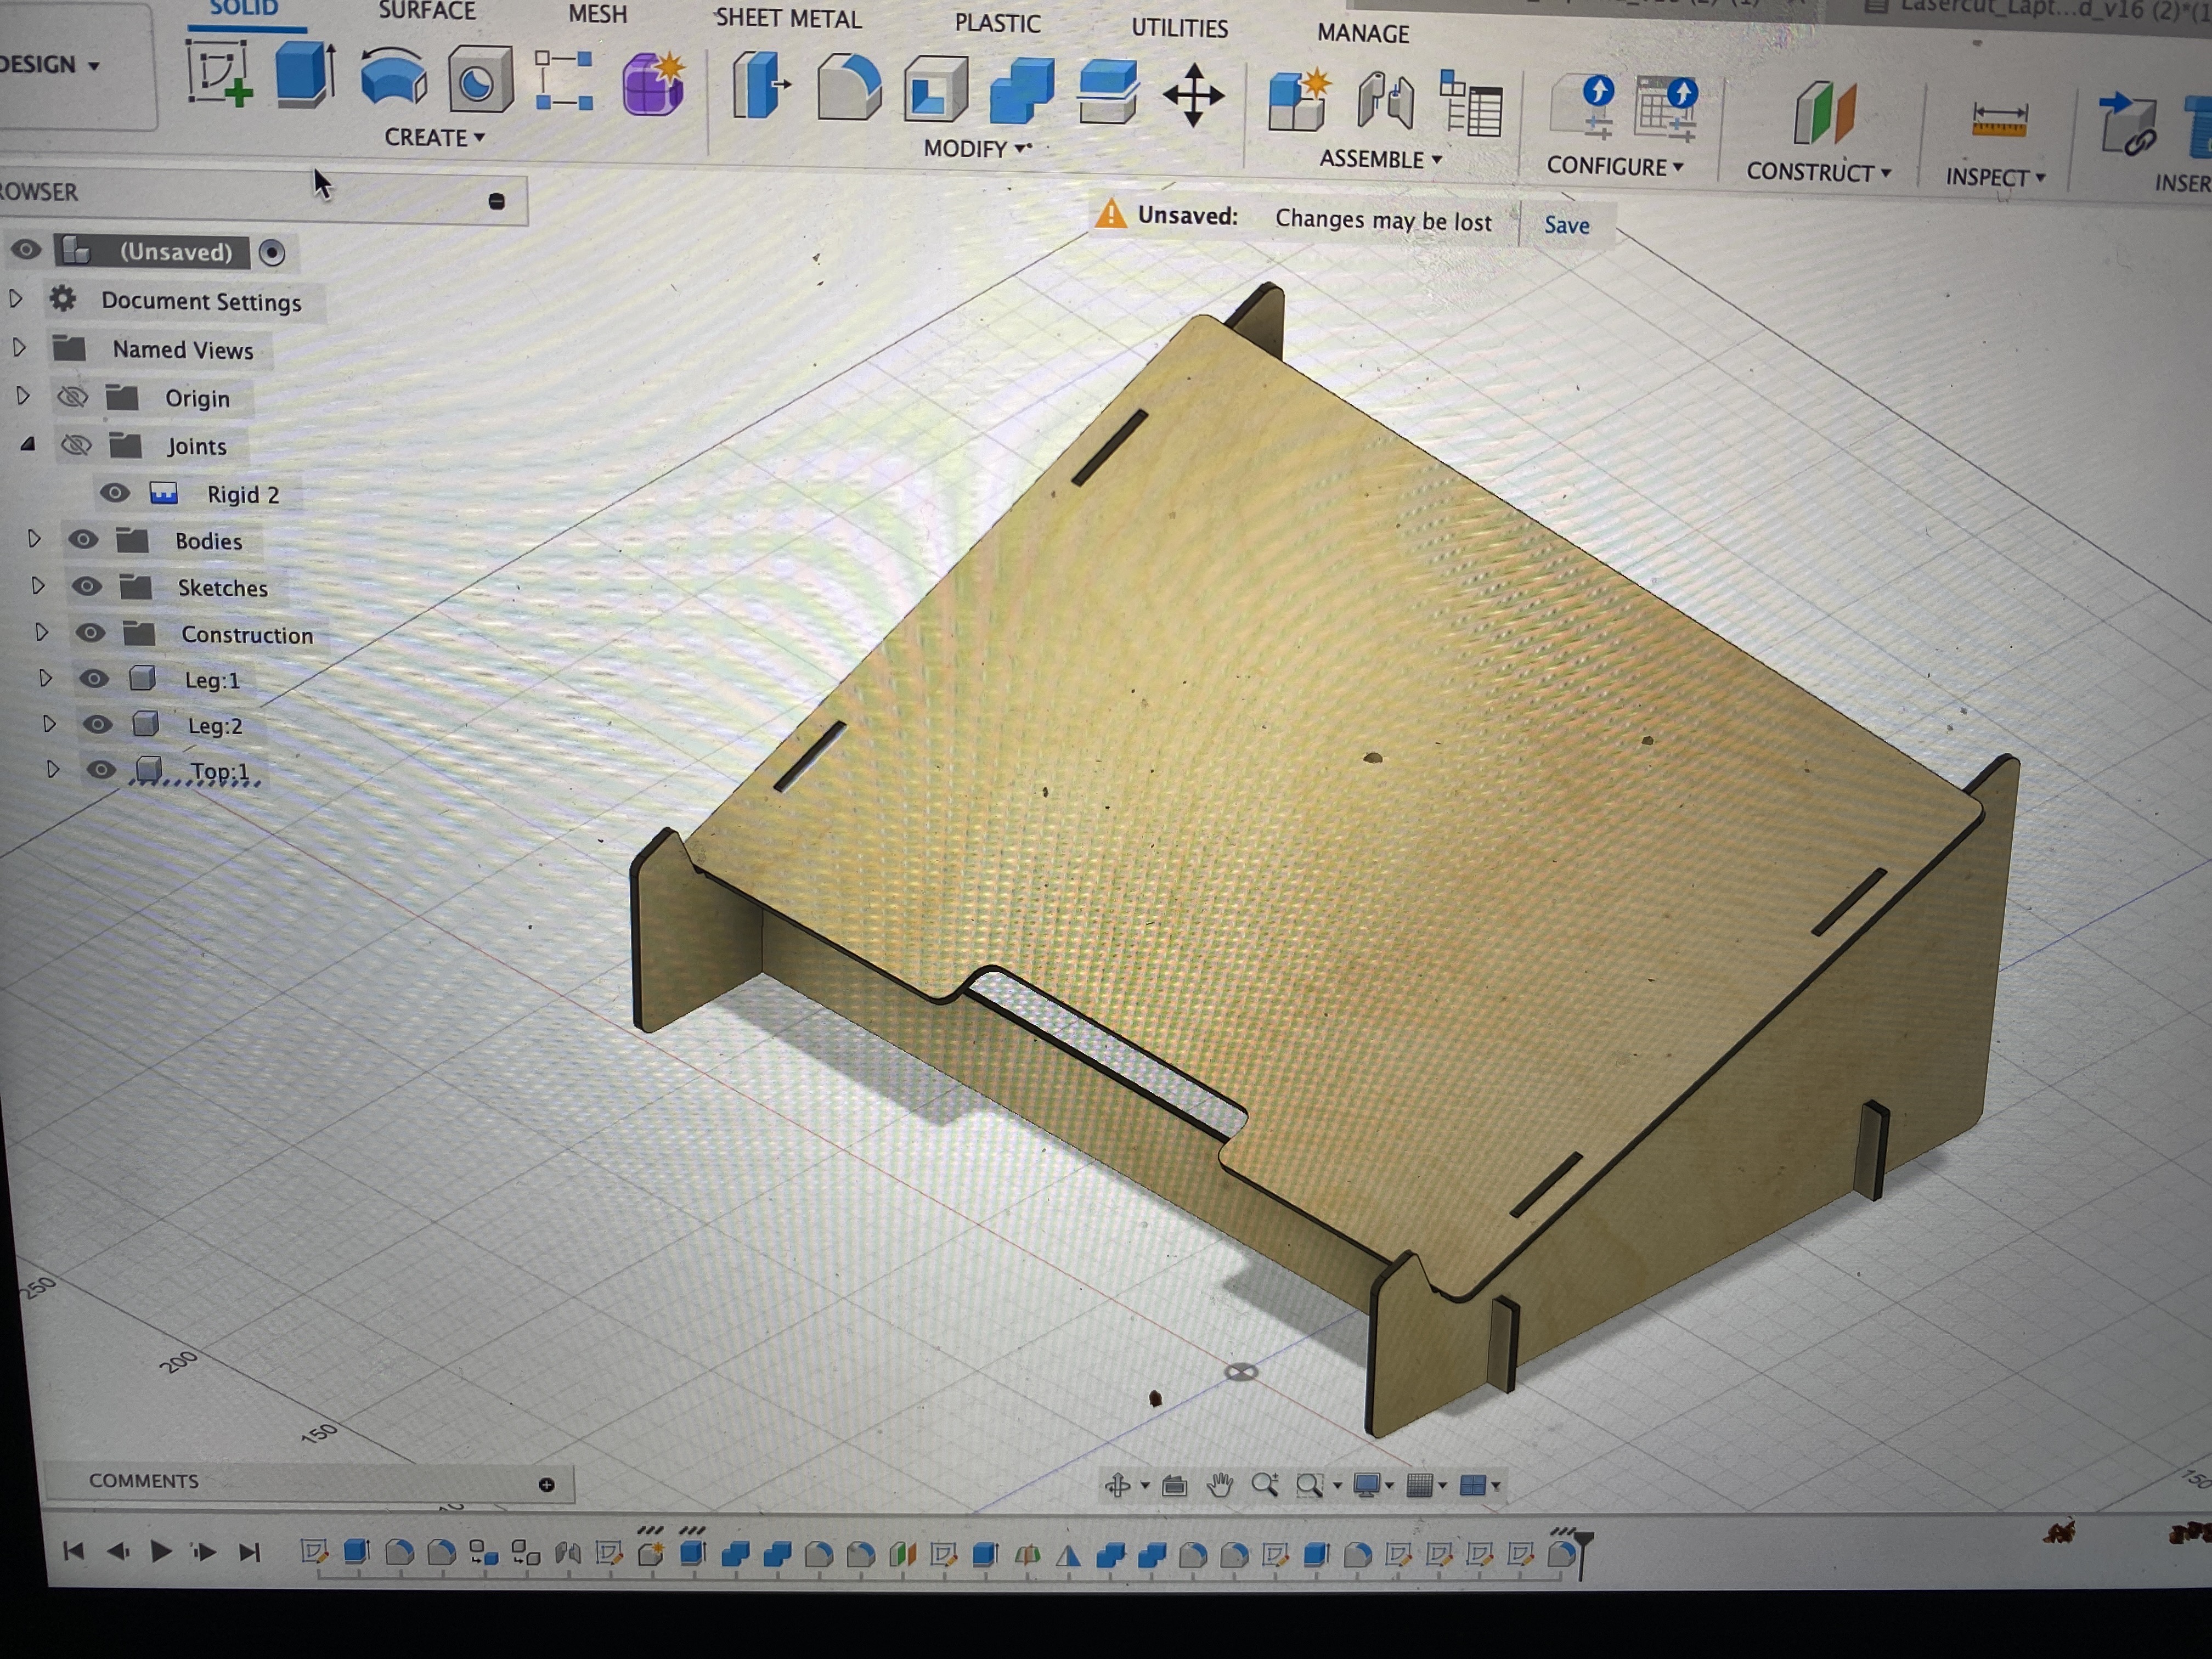 Lasercut_Lapt...d_v16 (2)*(1
SOLID
SURFACE
MESH
SHEET METAL
PLASTIC
UTILITIES
MANAGE
DESIGN
CREATE
MODIFY
ASSEMBLE
CONFIGURE
CONSTRUCT
INSPECT
INSER
ROWSER
Unsaved: Changes may be lost Save
(Unsaved)
Document Settings
Named Views
Origin
Joints
Rigid 2
Bodies
Sketches
Construction
Leg:1
Leg:2
Top:1
250
200
150
150
COMMENTS